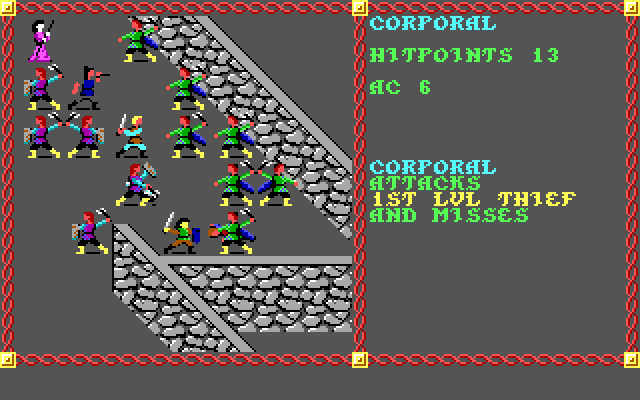 CORPORAL
HITPOINTS 13
AC 6
CORPORAL
ATTACKS
1ST LVL THIEF
AND MISSES